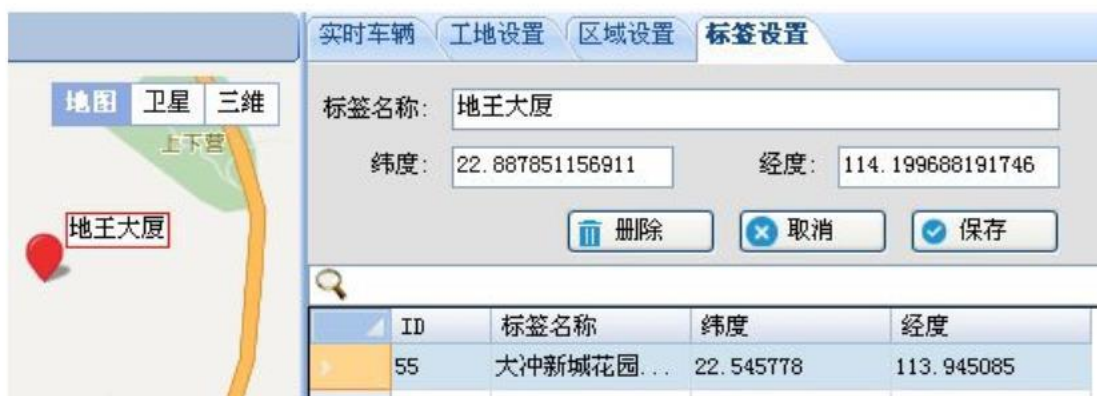 实时车辆 工地设置 区域设置 标签设置
地图 卫星 三維
上下营
地王大厦
标签名称: 地王大厦
纬度: 22.887851156911 经度: 114.199688191746
删除 取消 保存
ID 标签名称 纬度 经度
55 大冲新城花园... 22.545778 113.945085